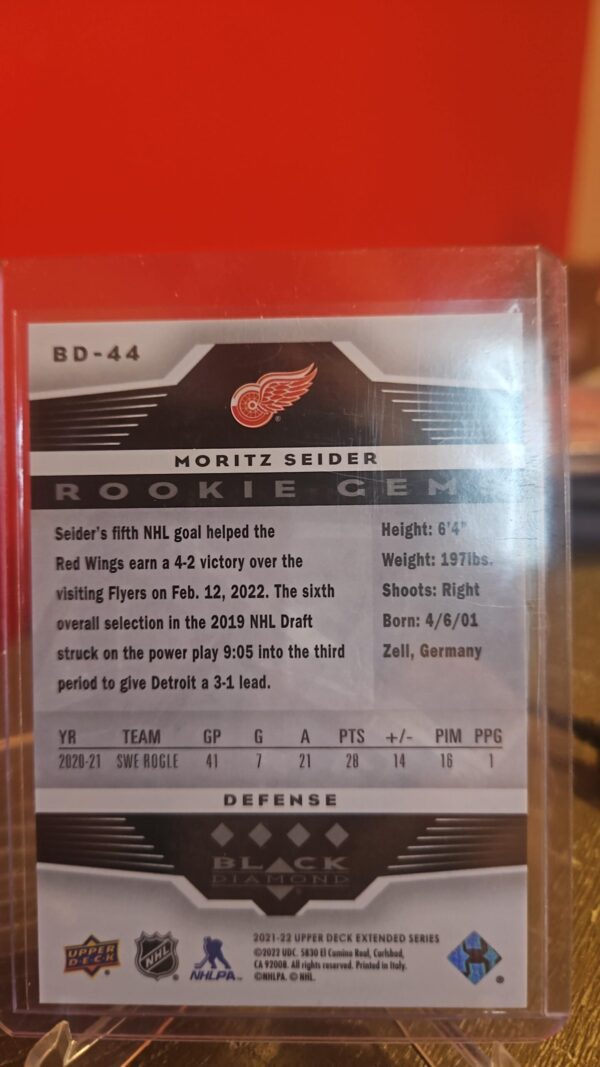 BD-44
MORITZ SEIDER
ROOKIE GEMS
Seider's fifth NHL goal helped the
Red Wings earn a 4-2 victory over the
visiting Flyers on Feb. 12, 2022. The sixth
overall selection in the 2019 NHL Draft
struck on the power play 9:05 into the third
period to give Detroit a 3-1 lead.
Height: 6'4"
Weight: 197lbs.
Shoots: Right
Born: 4/6/01
Zell, Germany
YR TEAM GP G A PTS +/- PIM PPG
2020-21 SWE ROGLE 41 7 21 28 14 16 1
DEFENSE
BLACK
DIAMOND
UPPER
DECK
NHL
NHLPA
2021-22 UPPER DECK EXTENDED SERIES
©2022 UDC. 5830 El Camino Real, Carlsbad,
CA 92008. All rights reserved. Printed in Italy.
©NHLPA. © NHL.